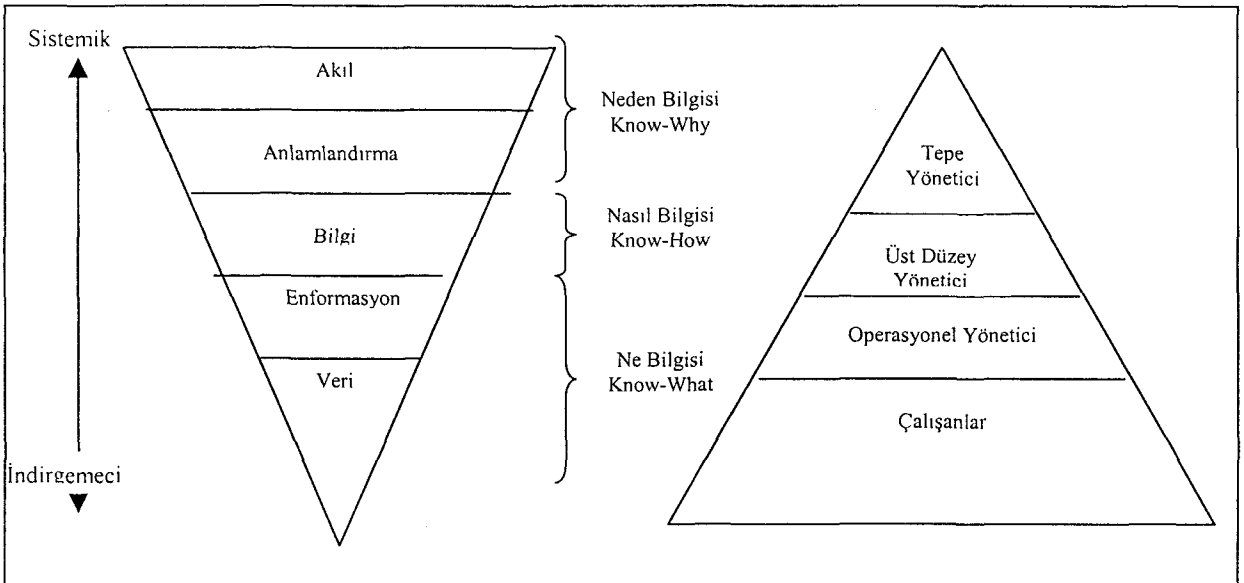 Sistemik
Akıl
Anlamlandırma
Bilgi
Enformasyon
Veri
İndirgemeci
Neden Bilgisi
Know-Why
Nasıl Bilgisi
Know-How
Ne Bilgisi
Know-What
Tepe
Yönetici
Üst Düzey
Yönetici
Operasyonel Yönetici
Çalışanlar